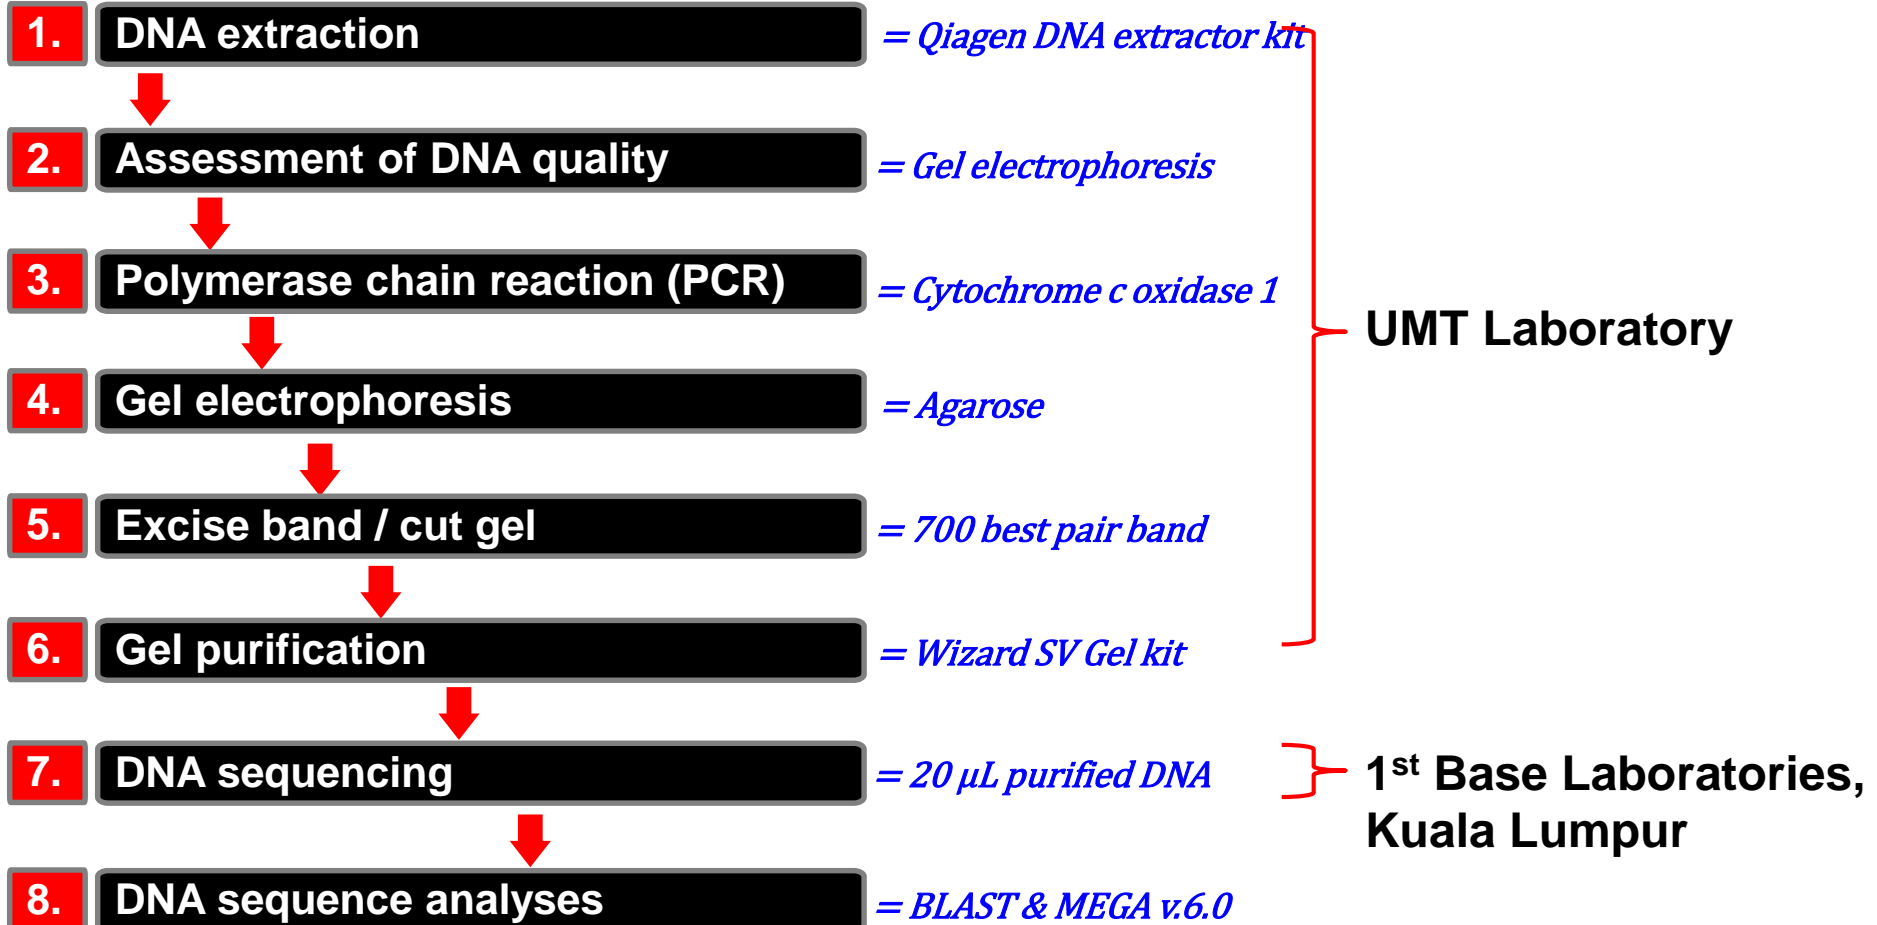 1. DNA extraction = Qiagen DNA extractor kit
2. Assessment of DNA quality = Gel electrophoresis
3. Polymerase chain reaction (PCR) = Cytochrome c oxidase 1
UMT Laboratory
4. Gel electrophoresis = Agarose
5. Excise band / cut gel = 700 best pair band
6. Gel purification = Wizard SV Gel kit
7. DNA sequencing = 20 µL purified DNA
1st Base Laboratories,
Kuala Lumpur
8. DNA sequence analyses = BLAST & MEGA v.6.0